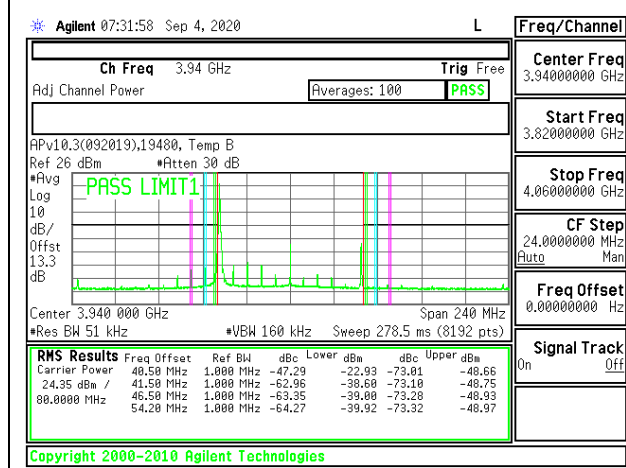 Agilent 07:31:58 Sep 4, 2020 L
Freq/Channel
Ch Freq 3.94 GHz Trig Free
Adj Channel Power Averages: 100 PASS
Center Freq
3.94000000 GHz
Start Freq
3.82000000 GHz
APv10.3(092019),19480, Temp B
Ref 26 dBm #Atten 30 dB
#Avg
Log
10
dB/
Offst
13.3
dB
PASS LIMIT1
Stop Freq
4.06000000 GHz
CF Step
24.0000000 MHz
Auto Man
Freq Offset
0.00000000 Hz
Center 3.940 000 GHz Span 240 MHz
#Res BW 51 kHz #VBW 160 kHz Sweep 278.5 ms (8192 pts)
Signal Track
On Off
RMS Results Freq Offset Ref BW dBc Lower dBm dBc Upper dBm
Carrier Power 40.50 MHz 1.000 MHz -47.29 -22.93 -73.01 -48.66
24.35 dBm / 41.50 MHz 1.000 MHz -62.96 -38.60 -73.10 -48.75
80.0000 MHz 46.50 MHz 1.000 MHz -63.35 -39.00 -73.28 -48.93
54.20 MHz 1.000 MHz -64.27 -39.92 -73.32 -48.97
Copyright 2000-2010 Agilent Technologies